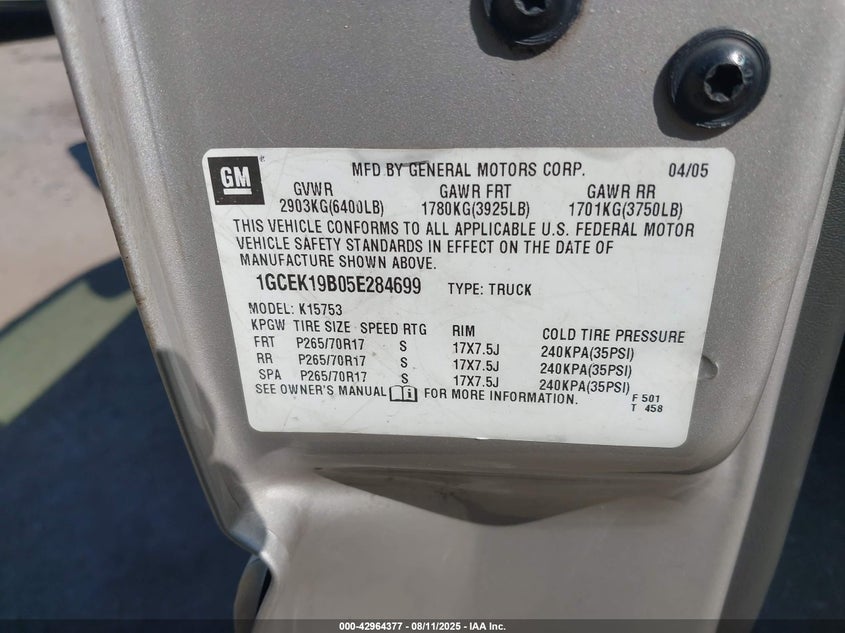 GM MFD BY GENERAL MOTORS CORP. 04/05
GVWR GAWR FRT GAWR RR
2903KG(6400LB) 1780KG(3925LB) 1701KG(3750LB)
THIS VEHICLE CONFORMS TO ALL APPLICABLE U.S. FEDERAL MOTOR
VEHICLE SAFETY STANDARDS IN EFFECT ON THE DATE OF
MANUFACTURE SHOWN ABOVE.
1GCEK19B05E284699 TYPE: TRUCK
MODEL: K15753
KPGW TIRE SIZE SPEED RTG RIM COLD TIRE PRESSURE
FRT P265/70R17 S 17X7.5J 240KPA(35PSI)
RR P265/70R17 S 17X7.5J 240KPA(35PSI)
SPA P265/70R17 S 17X7.5J 240KPA(35PSI)
SEE OWNER'S MANUAL FOR MORE INFORMATION.
F 501
T 458
000-42964377 - 08/11/2025 - IAA Inc.